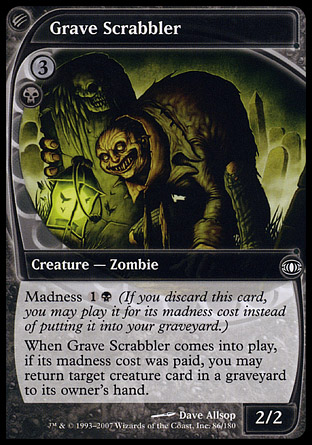 Grave Scrabbler
3
Creature — Zombie
Madness 1 (If you discard this card,
you may play it for its madness cost instead
of putting it into your graveyard.)
When Grave Scrabbler comes into play,
if its madness cost was paid, you may
return target creature card in a graveyard
to its owner's hand.
Dave Allsop
™ & © 1993–2007 Wizards of the Coast, Inc. 86/180
2/2